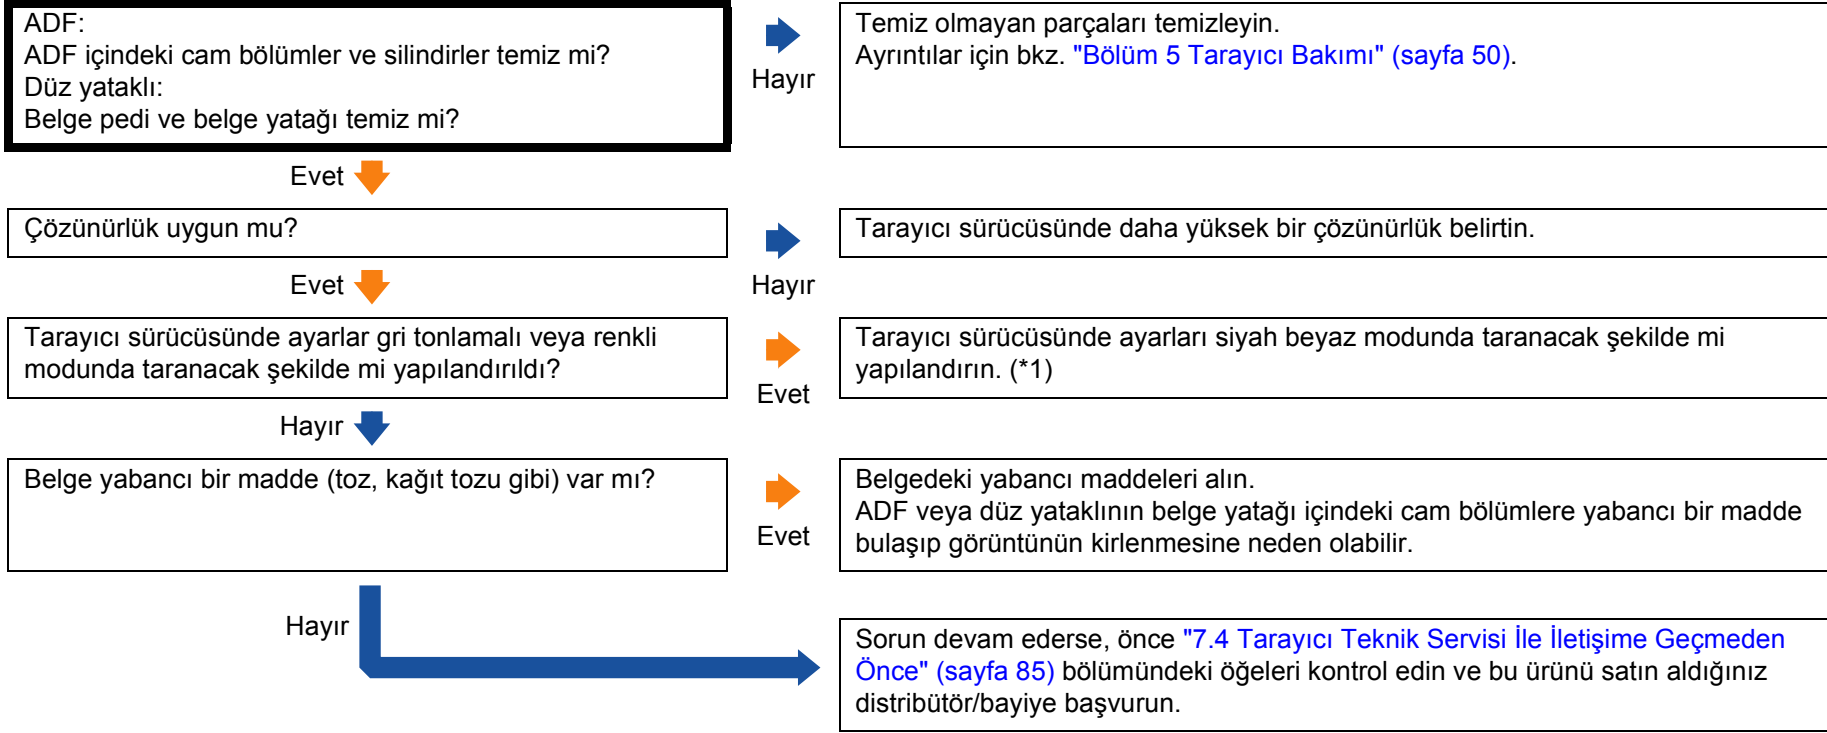 ADF:
ADF içindeki cam bölümler ve silindirler temiz mi?
Düz yataklı:
Belge pedi ve belge yatağı temiz mi?
Hayır
Temiz olmayan parçaları temizleyin.
Ayrıntılar için bkz. "Bölüm 5 Tarayıcı Bakımı" (sayfa 50).
Evet
Çözünürlük uygun mu?
Hayır
Tarayıcı sürücüsünde daha yüksek bir çözünürlük belirtin.
Evet
Tarayıcı sürücüsünde ayarlar gri tonlamalı veya renkli
modunda taranacak şekilde mi yapılandırıldı?
Evet
Tarayıcı sürücüsünde ayarları siyah beyaz modunda taranacak şekilde mi
yapılandırın. (*1)
Hayır
Belge yabancı bir madde (toz, kağıt tozu gibi) var mı?
Evet
Belgedeki yabancı maddeleri alın.
ADF veya düz yataklının belge yatağı içindeki cam bölümlere yabancı bir madde
bulaşıp görüntünün kirlenmesine neden olabilir.
Hayır
Sorun devam ederse, önce "7.4 Tarayıcı Teknik Servisi İle İletişime Geçmeden
Önce" (sayfa 85) bölümündeki öğeleri kontrol edin ve bu ürünü satın aldığınız
distribütör/bayiye başvurun.